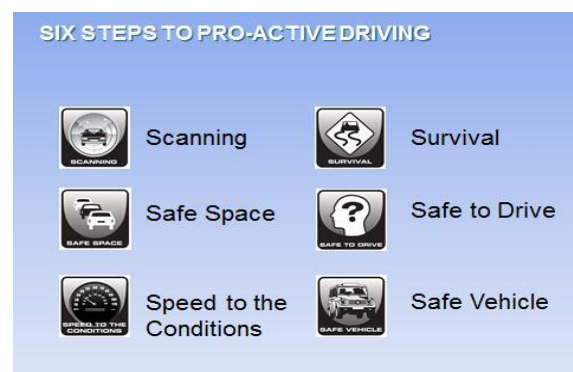 SIX STEPS TO PRO-ACTIVE DRIVING
SCANNING
Scanning
SURVIVAL
Survival
SAFE SPACE
Safe Space
SAFE TO DRIVE
Safe to Drive
SPEED TO THE
CONDITIONS
Speed to the
Conditions
SAFE VEHICLE
Safe Vehicle